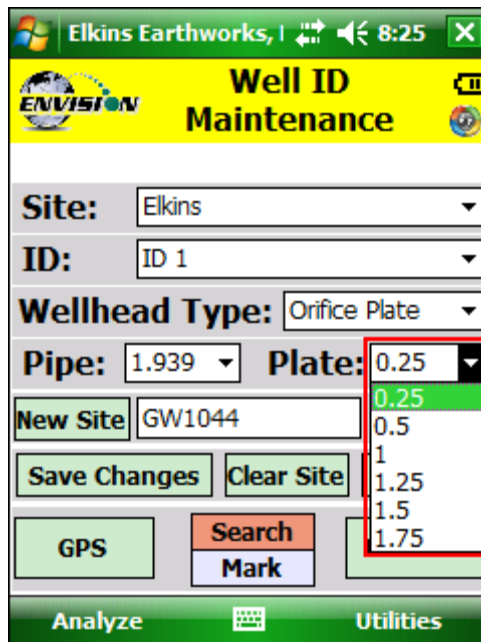 Elkins Earthworks, 8:25
ENVISION
Well ID
Maintenance
Site: Elkins
ID: ID 1
Wellhead Type: Orifice Plate
Pipe: 1.939 Plate: 0.25
0.25
0.5
1
1.25
1.5
1.75
New Site GW1044
Save Changes Clear Site
GPS
Search
Mark
Analyze Utilities